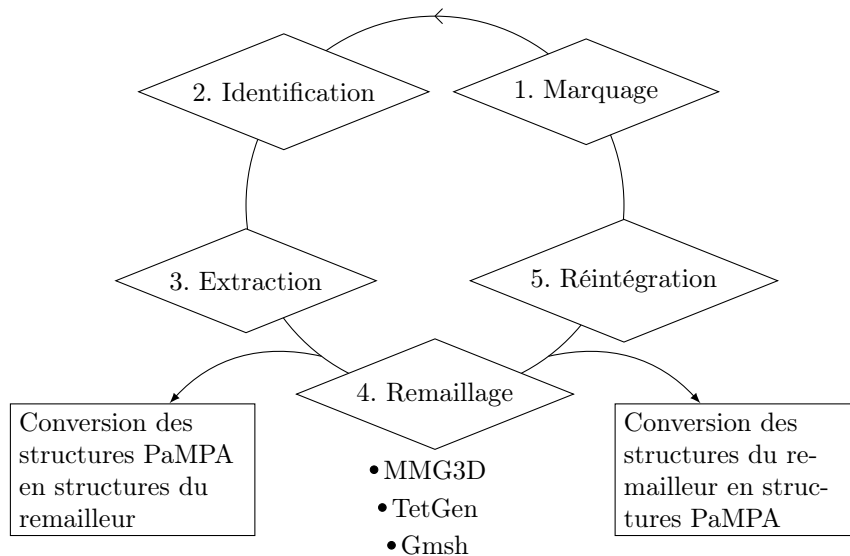 2. Identification
1. Marquage
3. Extraction
5. Réintégration
4. Remaillage
Conversion des
structures PaMPA
en structures du
remailleur
• MMG3D
• TetGen
• Gmsh
Conversion des
structures du re-
mailleur en struc-
tures PaMPA